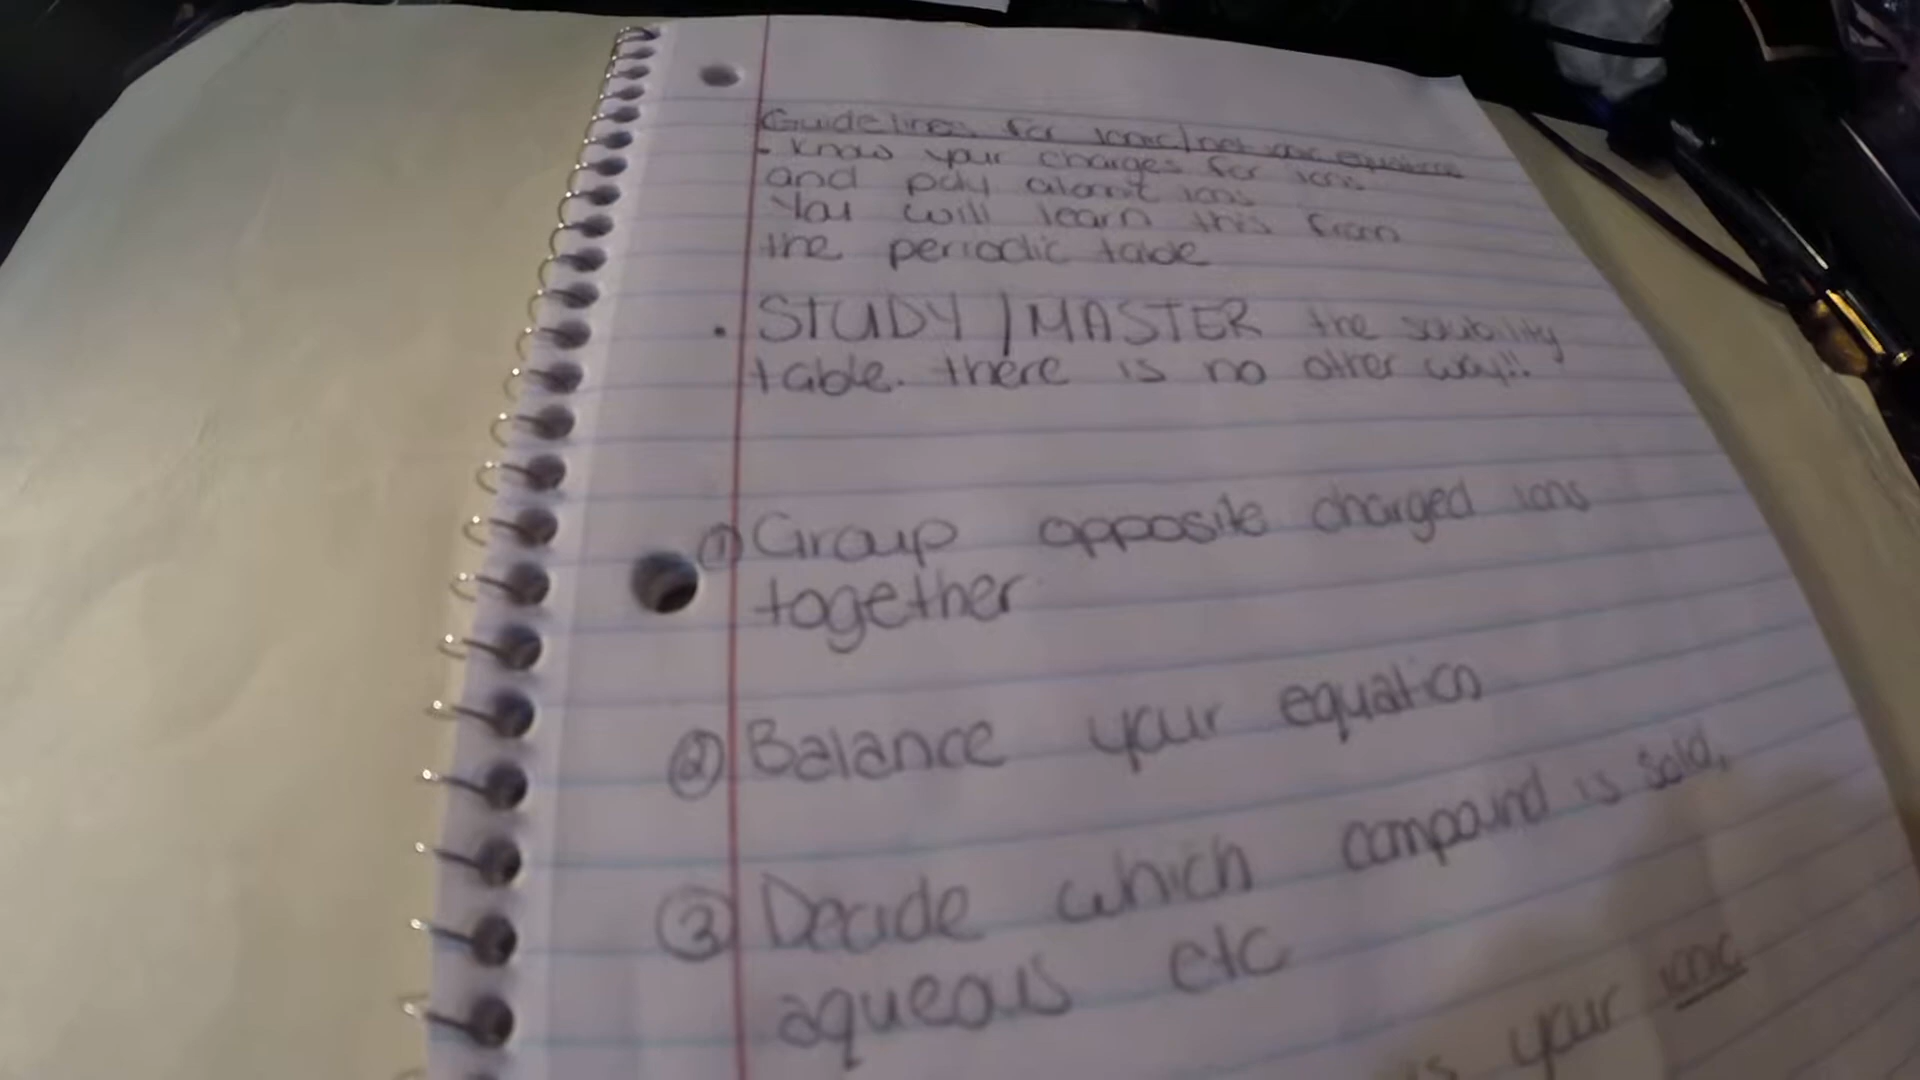 Guidelines for ionic/net ionic equations
• Know your charges for ions
and poly atomic ions
You will learn this from
the periodic table
• STUDY/MASTER the solubility
table. there is no other way!!
① Group opposite charged ions
together
② Balance your equation
③ Decide which compound is solid,
aqueous etc
is your ionic